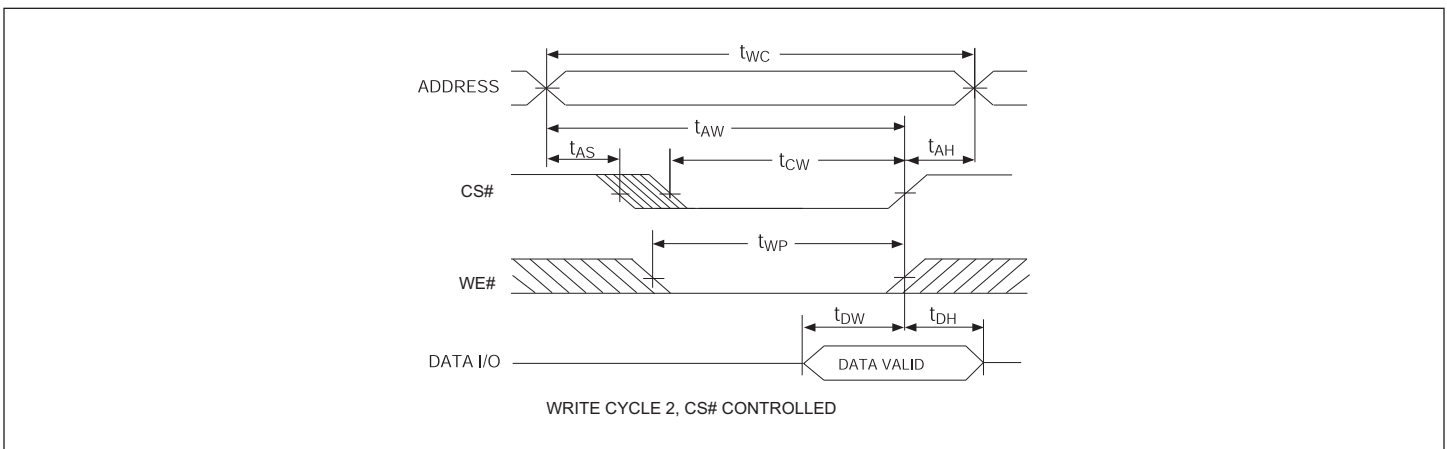 tWC
ADDRESS
tAW
tAS
tCW
tAH
CS#
tWP
WE#
tDW
tDH
DATA I/O
DATA VALID
WRITE CYCLE 2, CS# CONTROLLED